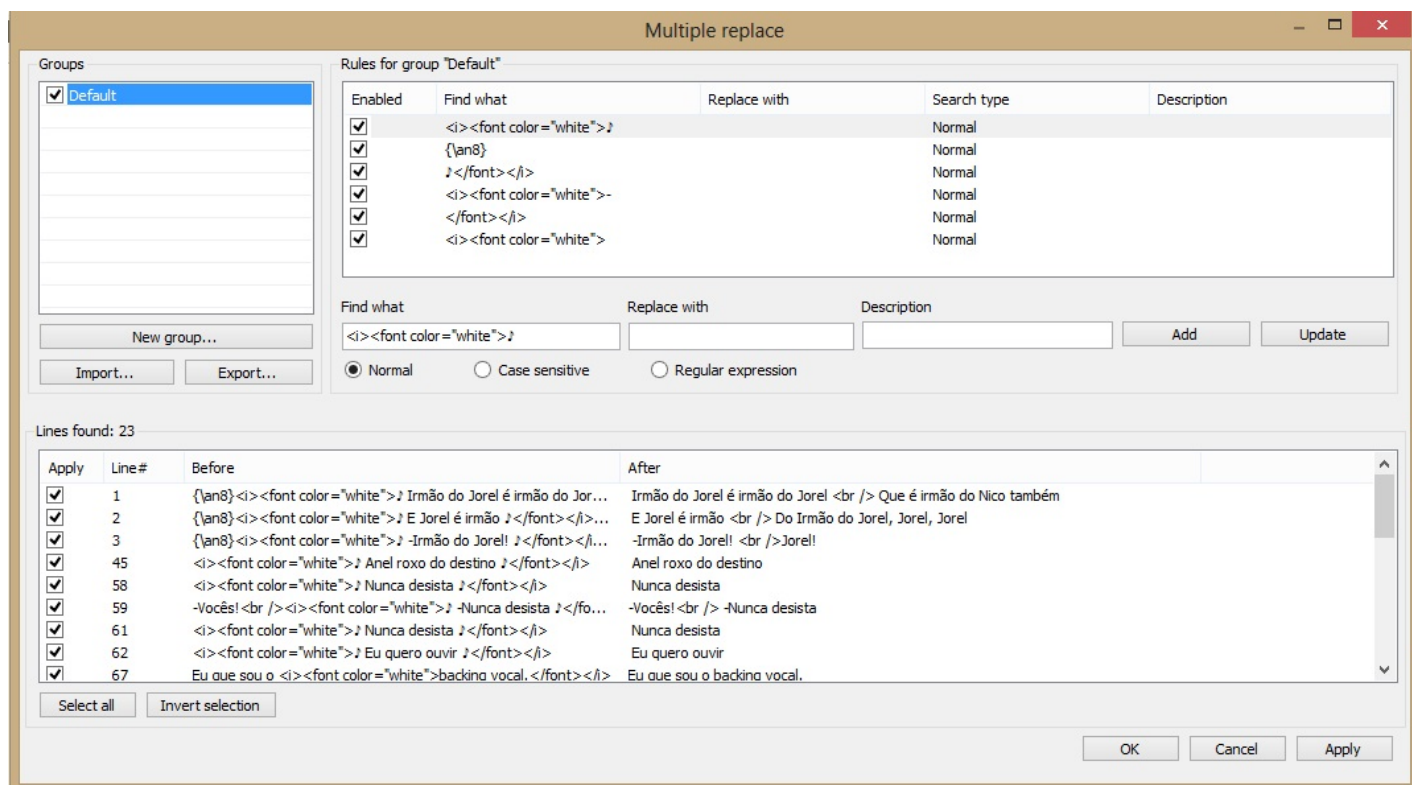 Multiple replace
Groups
Default
New group...
Import... Export...
Rules for group "Default"
Enabled Find what Replace with Search type Description
<i><font color="white">♪ Normal
{\an8} Normal
♪</font></i> Normal
<i><font color="white">- Normal
</font></i> Normal
<i><font color="white"> Normal
Find what Replace with Description
<i><font color="white">♪ Add Update
Normal Case sensitive Regular expression
Lines found: 23
Apply Line# Before After
1 {\an8}<i><font color="white">♪ Irmão do Jorel é irmão do Jor... Irmão do Jorel é irmão do Jorel <br /> Que é irmão do Nico também
2 {\an8}<i><font color="white">♪ E Jorel é irmão ♪</font></i>... E Jorel é irmão <br /> Do Irmão do Jorel, Jorel, Jorel
3 {\an8}<i><font color="white">♪ -Irmão do Jorel! ♪</font></i... -Irmão do Jorel! <br />Jorel!
45 <i><font color="white">♪ Anel roxo do destino ♪</font></i> Anel roxo do destino
58 <i><font color="white">♪ Nunca desista ♪</font></i> Nunca desista
59 -Vocês!<br /><i><font color="white">♪ -Nunca desista ♪</fo... -Vocês!<br /> -Nunca desista
61 <i><font color="white">♪ Nunca desista ♪</font></i> Nunca desista
62 <i><font color="white">♪ Eu quero ouvir ♪</font></i> Eu quero ouvir
67 Eu que sou o <i><font color="white">backing vocal.</font></i> Eu que sou o backing vocal.
Select all Invert selection
OK Cancel Apply